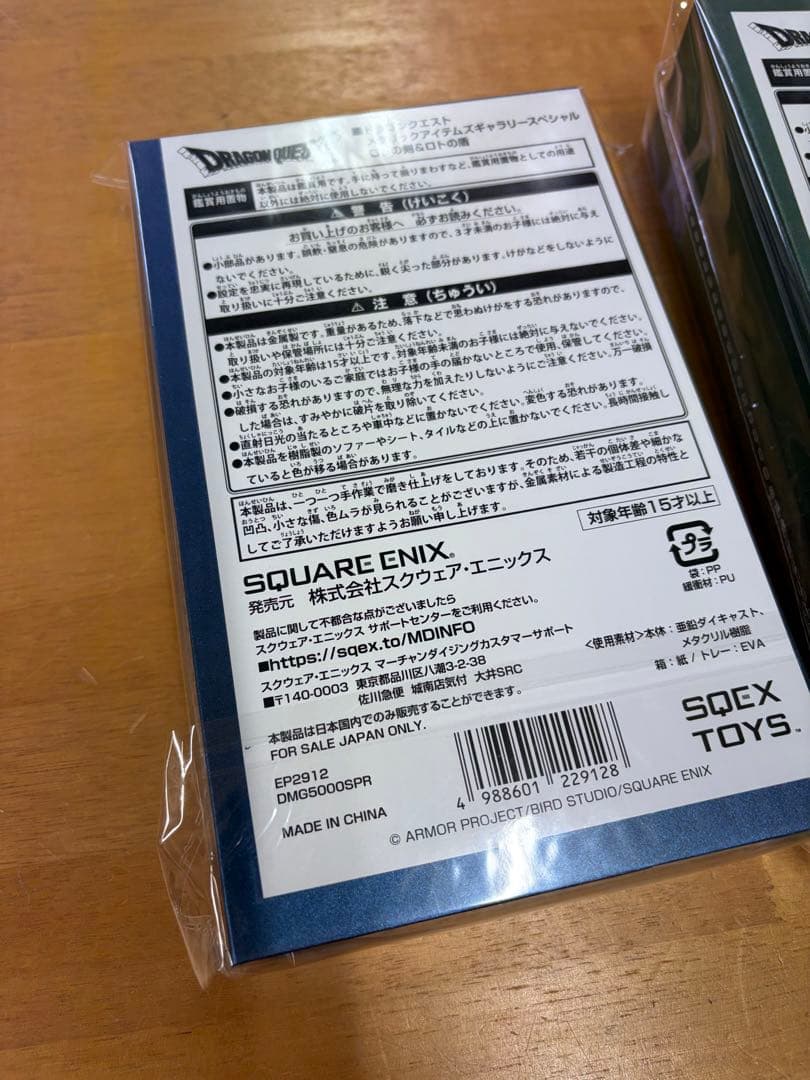 DRAGON QUEST
ドラゴンクエスト
メタリックアイテムズギャラリースペシャル
ロトの剣&ロトの盾
鑑賞用置物
本製品は鑑賞用です。手に持って振りまわすなど、鑑賞用置物としての用途
以外には絶対に使用しないでください。
⚠ 警 告 (けいこく)
お買い上げのお客様へ 必ずお読みください。
●小部品があります。誤飲・窒息の危険がありますので、3才未満のお子様には絶対に与え
ないでください。
●設定を忠実に再現しているために、鋭く尖った部分があります。けがなどをしないように
取り扱いに十分ご注意ください。
⚠ 注 意 (ちゅうい)
●本製品は金属製です。重量があるため、落下などで思わぬけがをする恐れがありますので、
取り扱いや保管場所には十分ご注意ください。
●本製品の対象年齢は15才以上です。対象年齢未満のお子様には絶対に与えないでください。
●小さなお子様のいるご家庭ではお子様の手の届かないところで使用、保管してください。
●破損する恐れがありますので、無理な力を加えたりしないようにご注意ください。万一破損
した場合は、すみやかに破片を取り除いてください。
●直射日光の当たるところや車中などに置かないでください。変色する恐れがあります。
●本製品を樹脂製のソファーやシート、タイルなどの上に置かないでください。長時間接触し
ていると色が移る場合があります。
本製品は、一つ一つ手作業で磨き仕上げをしております。そのため、若干の個体差や細かな
凹凸、小さな傷、色ムラが見られることがございますが、金属素材による製造工程の特性と
してご了承いただけますようお願い申し上げます。
対象年齢15才以上
SQUARE ENIX®
発売元 株式会社スクウェア・エニックス
プラ
袋:PP
緩衝材:PU
製品に関して不都合な点がございましたら
スクウェア・エニックス サポートセンターをご利用ください。
■https://sqex.to/MDINFO
スクウェア・エニックス マーチャンダイジングカスタマーサポート
■〒140-0003 東京都品川区八潮3-2-38
佐川急便 城南店気付 大井SRC
<使用素材>本体:亜鉛ダイキャスト、
メタクリル樹脂
箱:紙/トレー:EVA
本製品は日本国内でのみ販売することができます。
FOR SALE JAPAN ONLY.
SQEX
TOYS™
EP2912
DMG5000SPR
MADE IN CHINA
4 988601 229128
© ARMOR PROJECT/BIRD STUDIO/SQUARE ENIX
鑑賞用置物